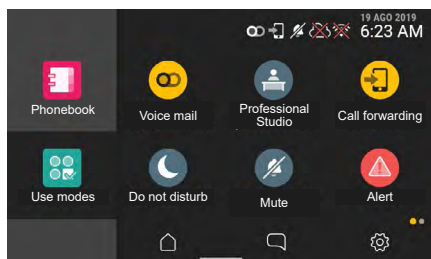 19 AGO 2019
6:23 AM
Phonebook
Voice mail
Professional
Studio
Call forwarding
Use modes
Do not disturb
Mute
Alert